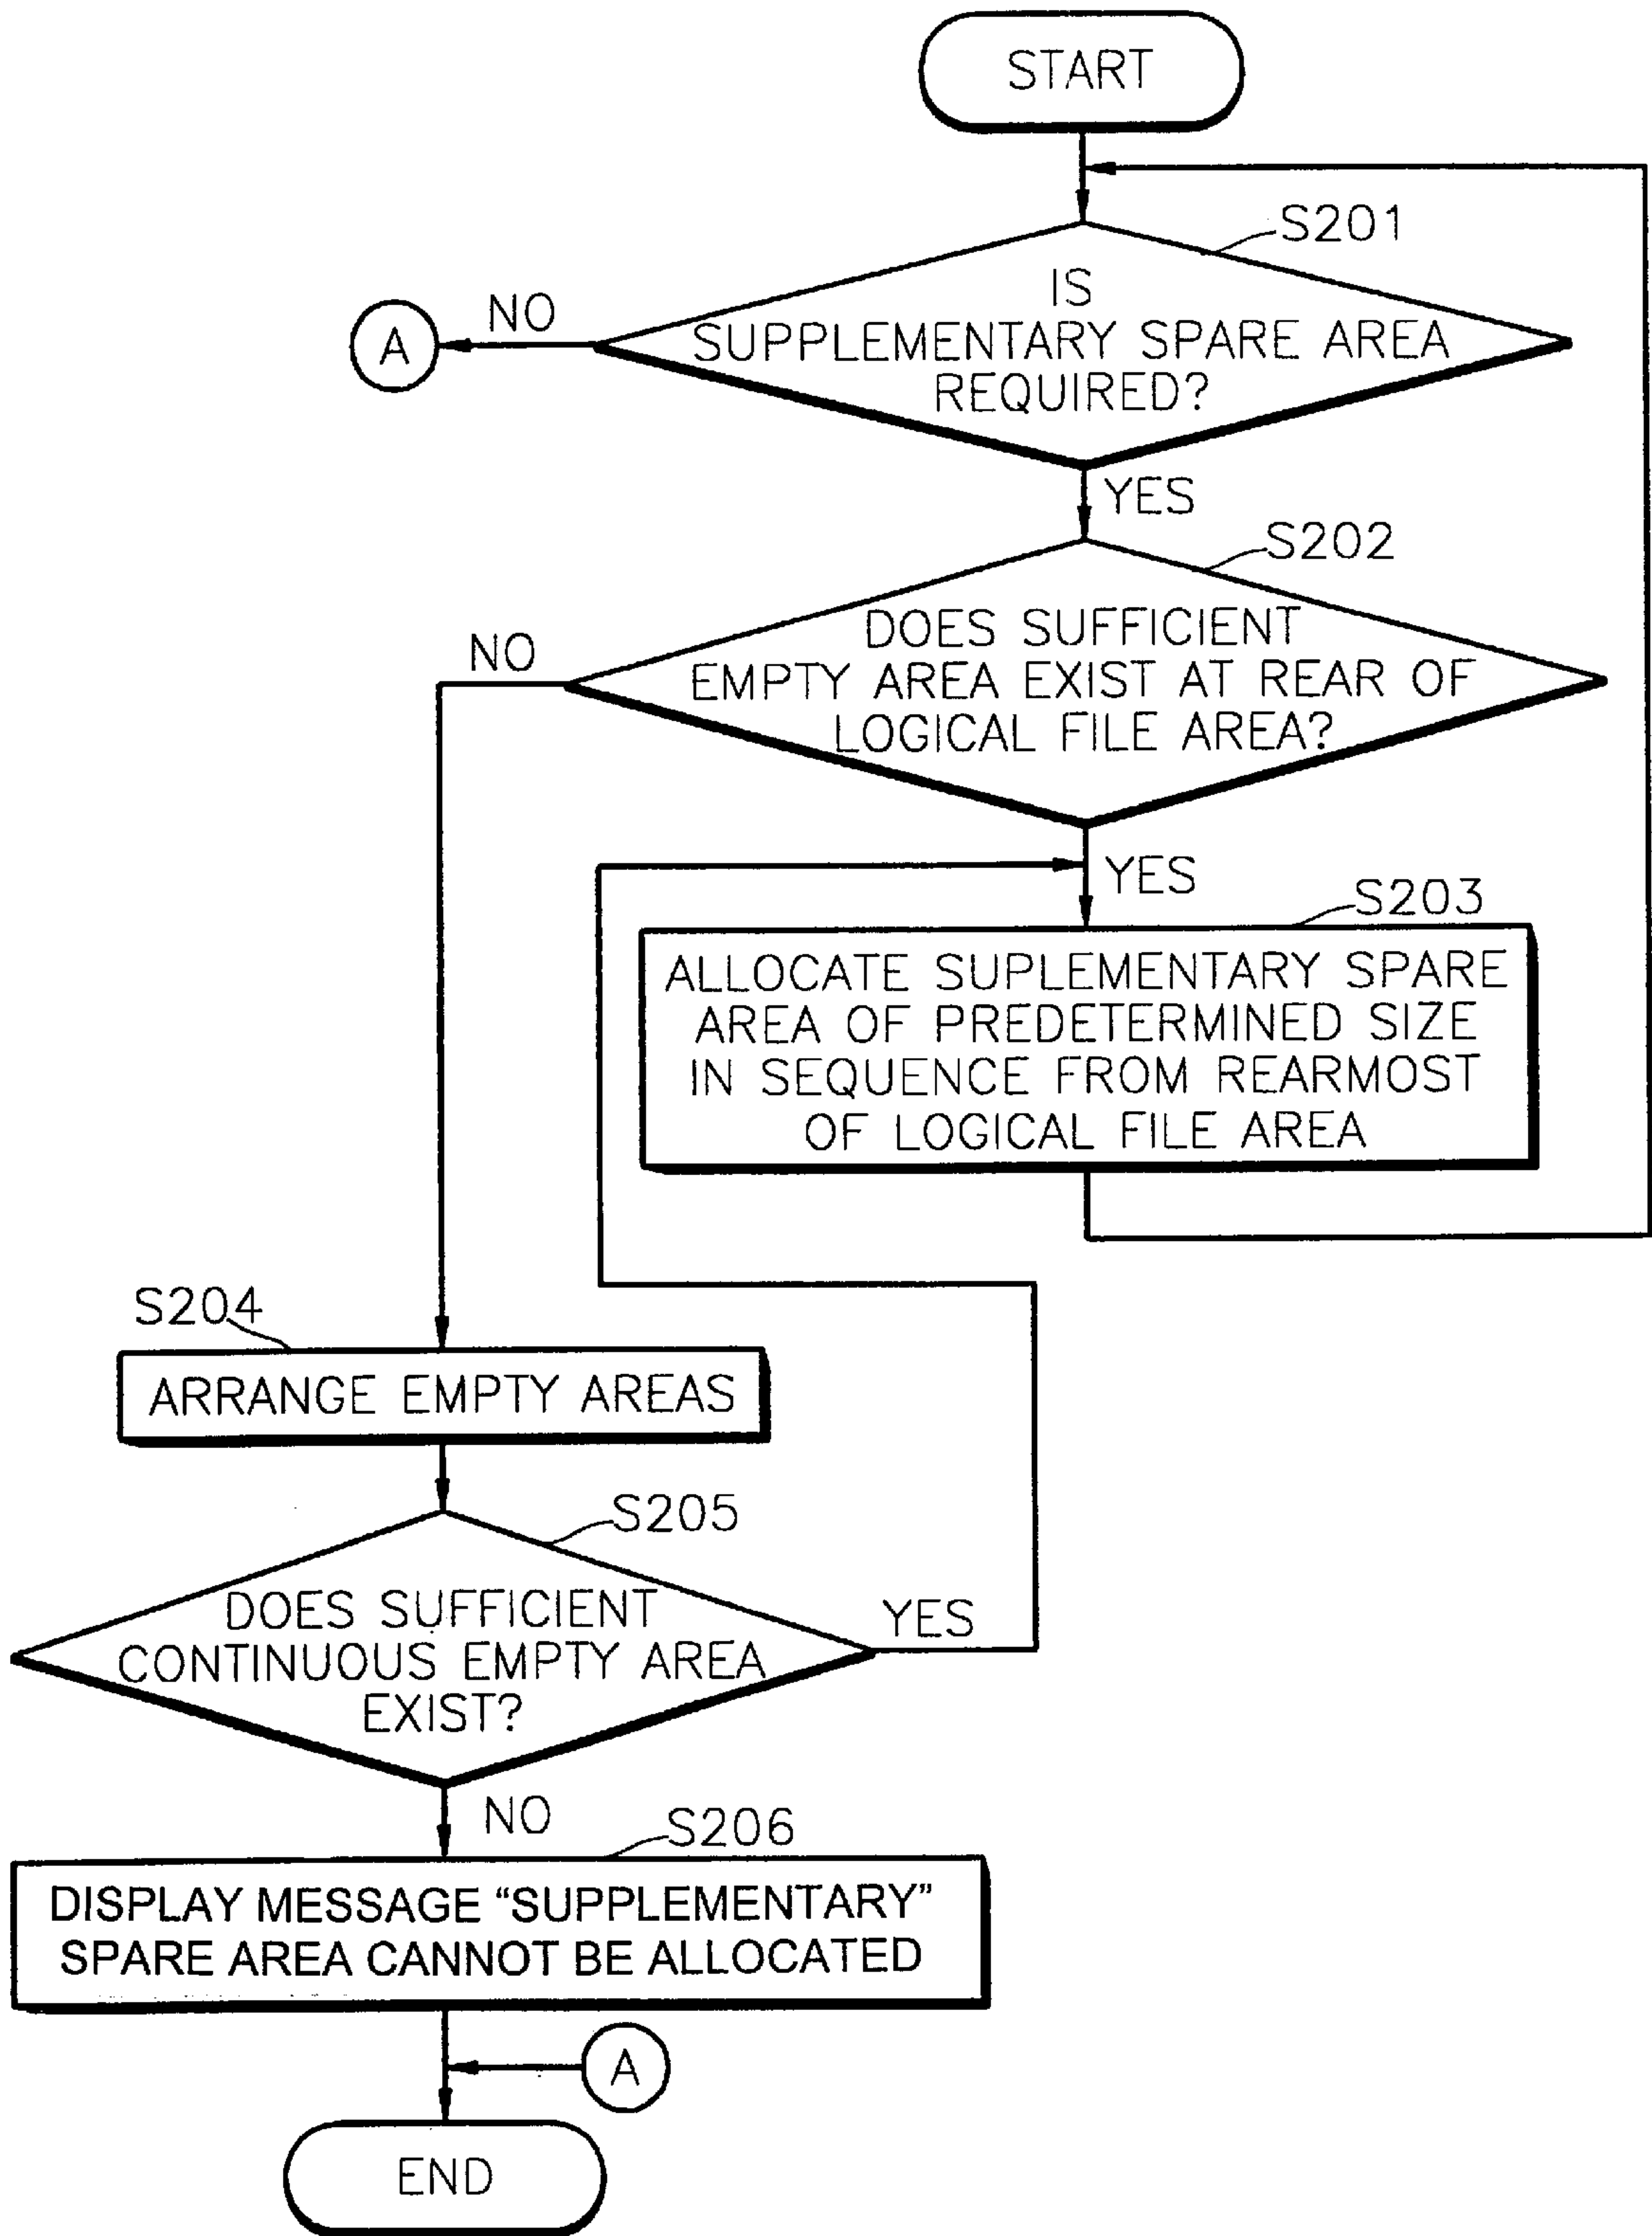 START
S201
IS
SUPPLEMENTARY SPARE AREA
REQUIRED?
NO
A
YES
S202
DOES SUFFICIENT
EMPTY AREA EXIST AT REAR OF
LOGICAL FILE AREA?
NO
YES
S203
ALLOCATE SUPLEMENTARY SPARE
AREA OF PREDETERMINED SIZE
IN SEQUENCE FROM REARMOST
OF LOGICAL FILE AREA
S204
ARRANGE EMPTY AREAS
S205
DOES SUFFICIENT
CONTINUOUS EMPTY AREA
EXIST?
YES
NO
S206
DISPLAY MESSAGE “SUPPLEMENTARY”
SPARE AREA CANNOT BE ALLOCATED
A
END